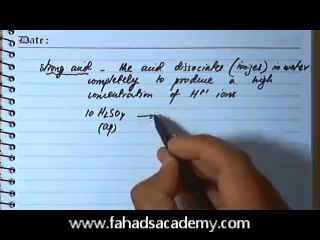 Date:
strong acid - the acid dissociates (ionizes) in water
completely to produce a high
concentration of H+ ions
10 H2SO4 →
(aq)
www.fahadsacademy.com